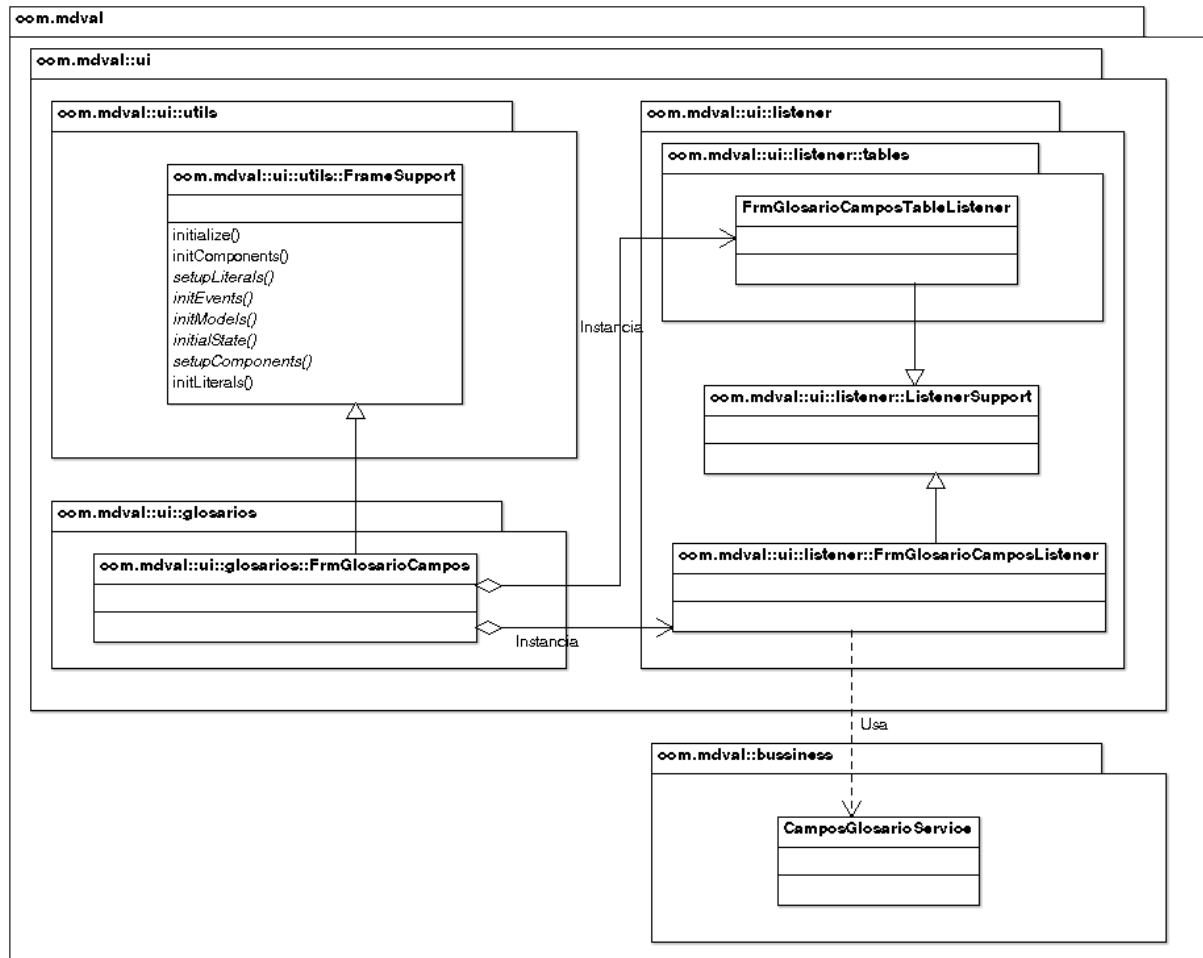 com.mdval
com.mdval::ui
com.mdval::ui::utils
com.mdval::ui::utils::FrameSupport
initialize()
initComponents()
setupLiterals()
initEvents()
initModels()
initialState()
setupComponents()
initLiterals()
com.mdval::ui::listener
com.mdval::ui::listener::tables
FrmGlosarioCamposTableListener
Instancia
com.mdval::ui::listener::ListenerSupport
com.mdval::ui::glosarios
com.mdval::ui::glosarios::FrmGlosarioCampos
com.mdval::ui::listener::FrmGlosarioCamposListener
Instancia
Usa
com.mdval::bussiness
CamposGlosarioService